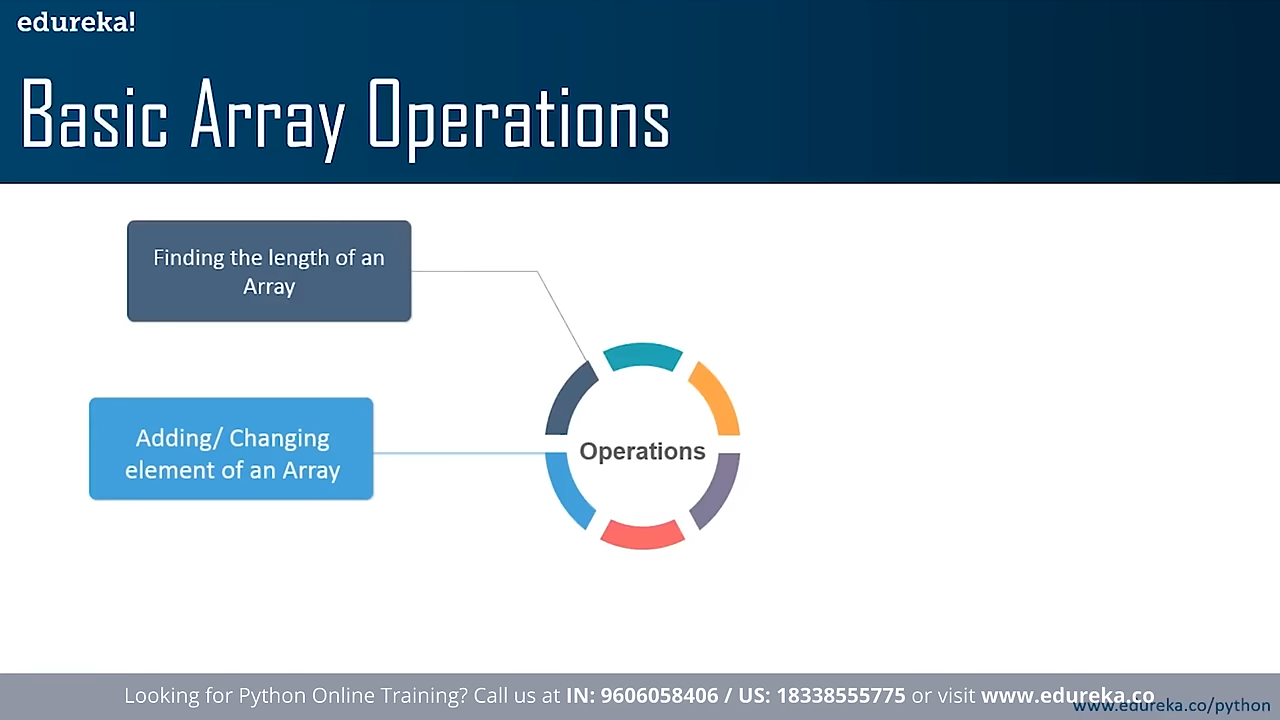 edureka!
Basic Array Operations
Finding the length of an
Array
Adding/ Changing
element of an Array
Operations
Looking for Python Online Training? Call us at IN: 9606058406 / US: 18338555775 or visit www.edureka.co
www.edureka.co/python